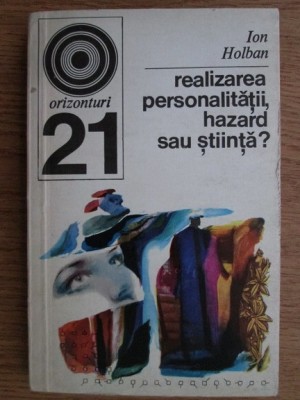 Ion
Holban
orizonturi
21
realizarea
personalității,
hazard
sau știință?